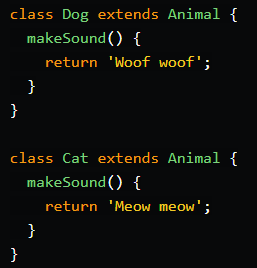 class Dog extends Animal {
  makeSound() {
    return 'Woof woof';
  }
}

class Cat extends Animal {
  makeSound() {
    return 'Meow meow';
  }
}